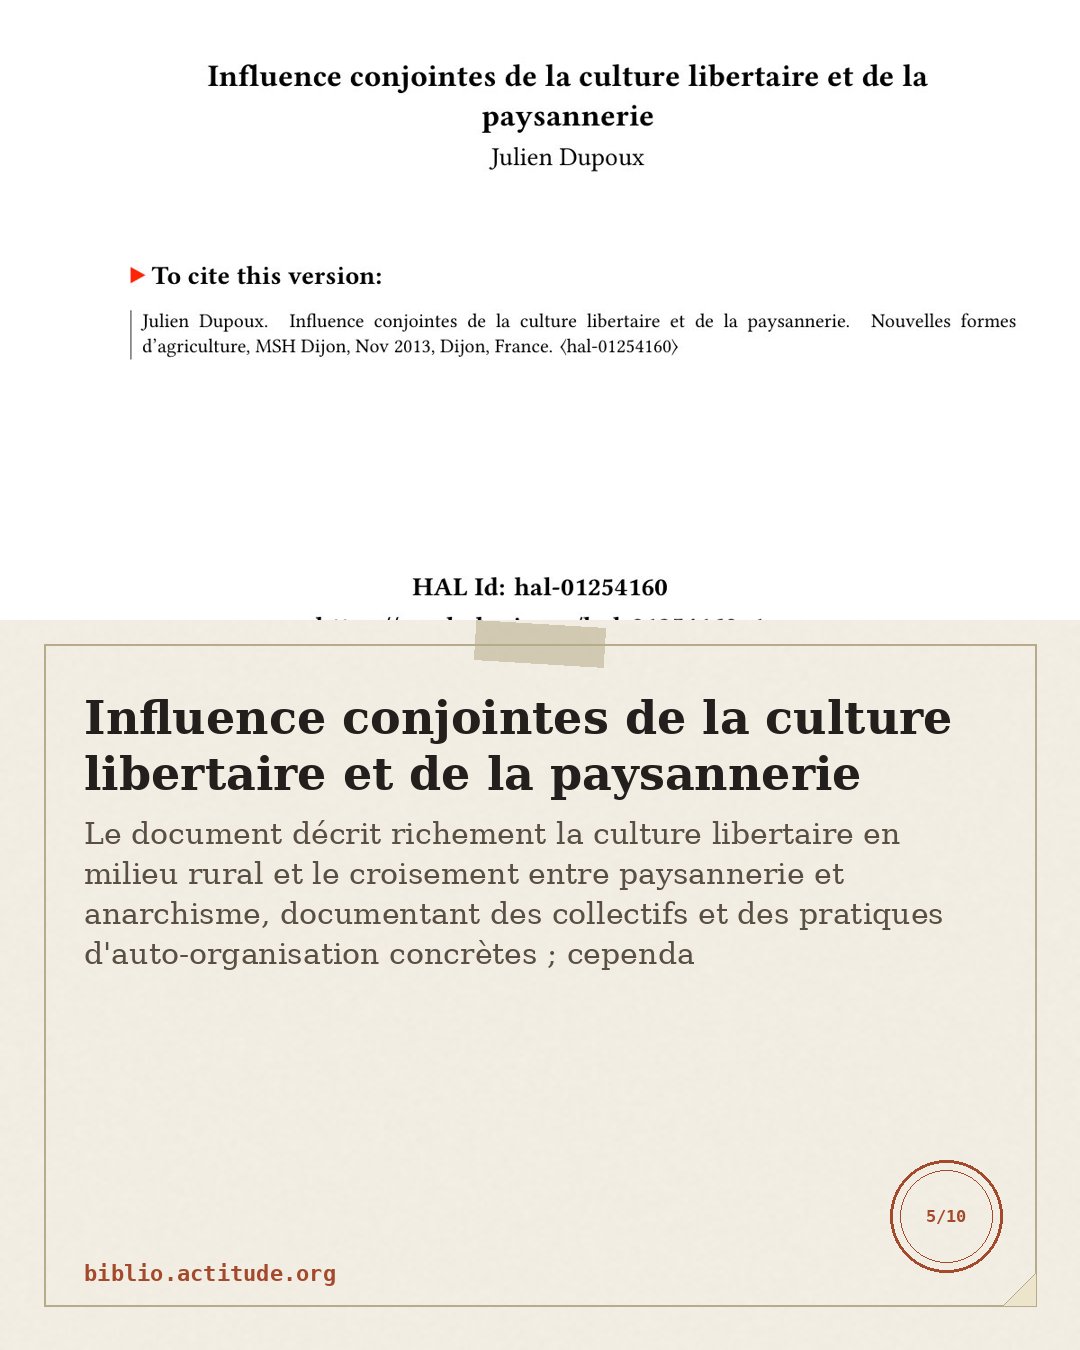 Influence conjointes de la culture libertaire et de la
paysannerie
Julien Dupoux
To cite this version:
Julien Dupoux. Influence conjointes de la culture libertaire et de la paysannerie. Nouvelles formes
d'agriculture, MSH Dijon, Nov 2013, Dijon, France. ⟨hal-01254160⟩
HAL Id: hal-01254160
Influence conjointes de la culture
libertaire et de la paysannerie
Le document décrit richement la culture libertaire en
milieu rural et le croisement entre paysannerie et
anarchisme, documentant des collectifs et des pratiques
d'auto-organisation concrètes ; cependa
5/10
biblio.actitude.org